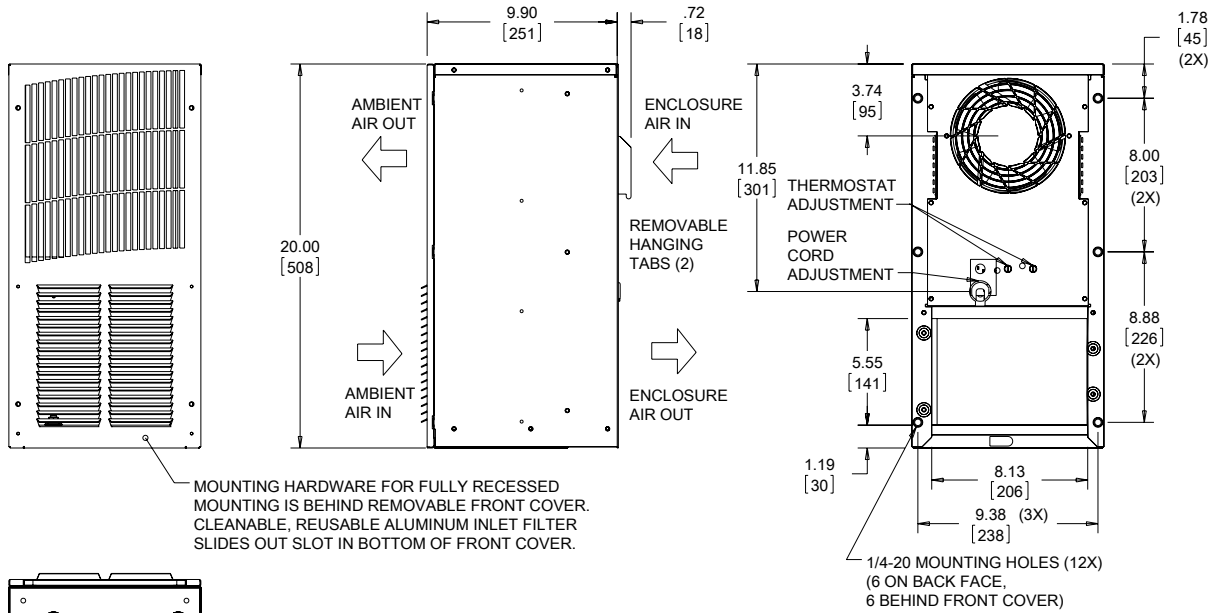 9.90
[251]
.72
[18]
1.78
[45]
(2X)
AMBIENT
AIR OUT
ENCLOSURE
AIR IN
3.74
[95]
11.85
[301]
8.00
[203]
(2X)
THERMOSTAT
ADJUSTMENT
20.00
[508]
REMOVABLE
HANGING
TABS (2)
POWER
CORD
ADJUSTMENT
8.88
[226]
(2X)
5.55
[141]
AMBIENT
AIR IN
ENCLOSURE
AIR OUT
1.19
[30]
8.13
[206]
9.38 (3X)
[238]
MOUNTING HARDWARE FOR FULLY RECESSED
MOUNTING IS BEHIND REMOVABLE FRONT COVER.
CLEANABLE, REUSABLE ALUMINUM INLET FILTER
SLIDES OUT SLOT IN BOTTOM OF FRONT COVER.
1/4-20 MOUNTING HOLES (12X)
(6 ON BACK FACE,
6 BEHIND FRONT COVER)